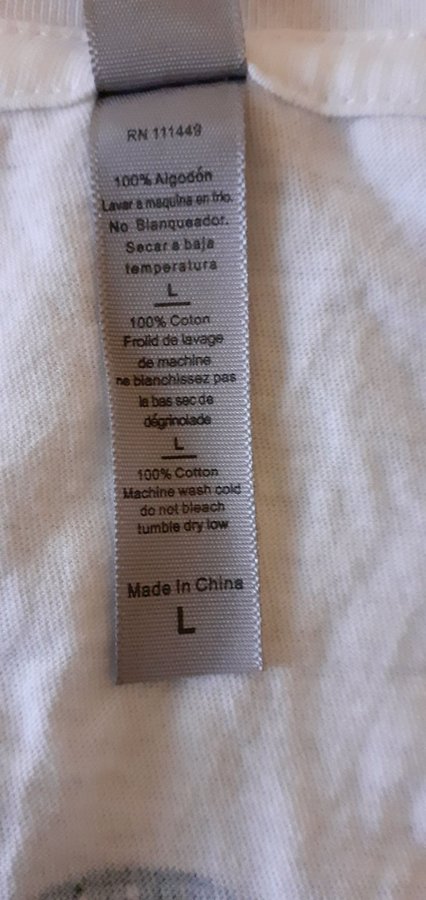 RN 111449
100% Algodón
Lavar a maquina en frio.
No Blanqueador.
Secar a baja
temperatura
L
100% Coton
Froiid de lavage
de machine
ne blanchissez pas
la bas sec de
dégrinolade
L
100% Cotton
Machine wash cold
do not bleach
tumble dry low
Made In China
L